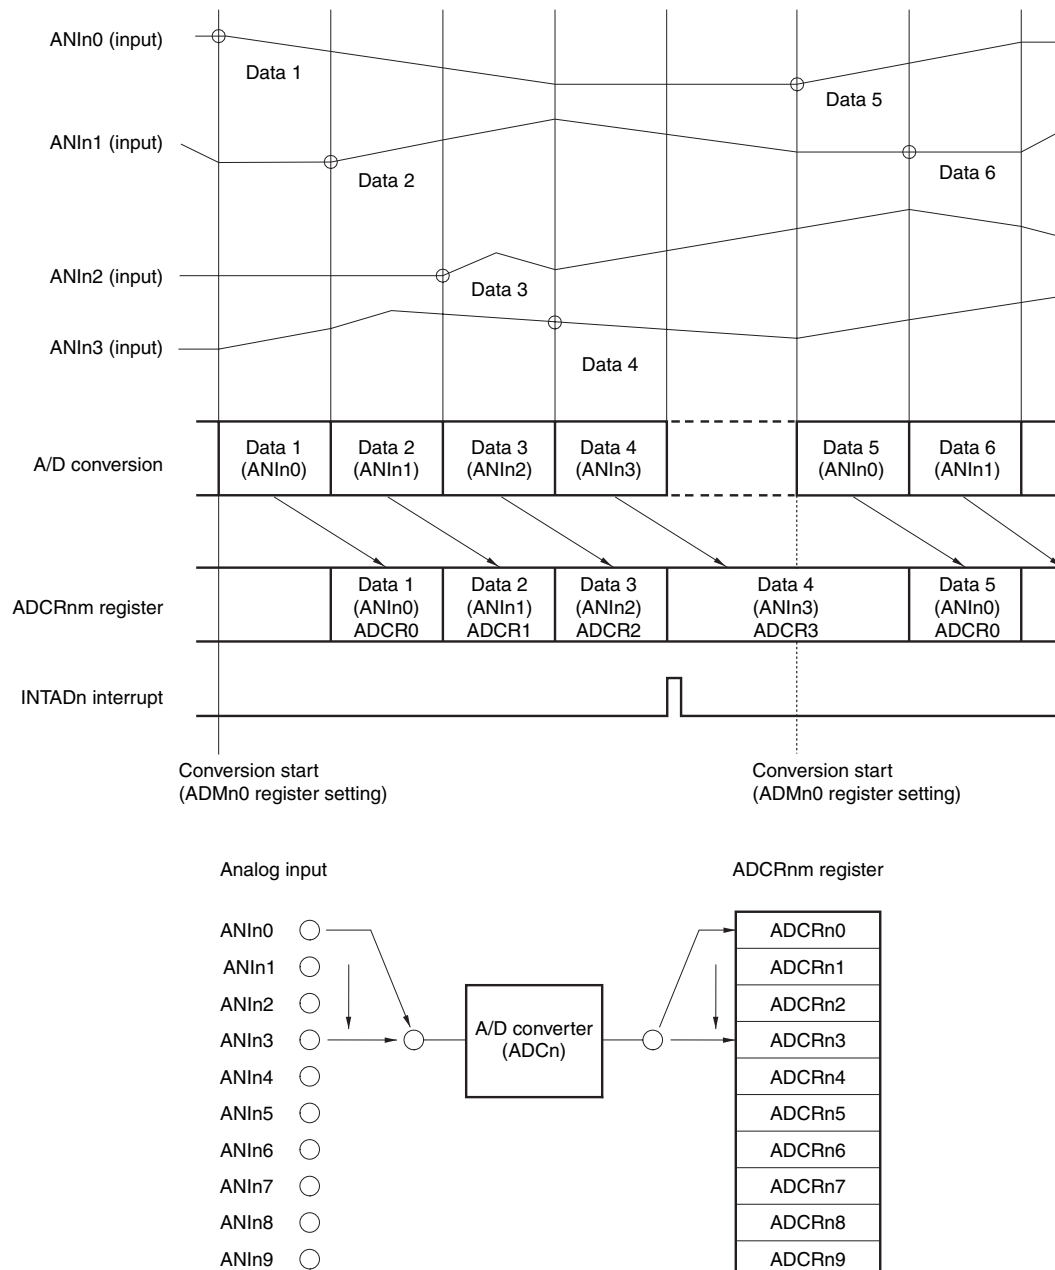 ANIn0 (input)
Data 1
Data 5
ANIn1 (input)
Data 2
Data 6
ANIn2 (input)
Data 3
ANIn3 (input)
Data 4
A/D conversion
Data 1
(ANIn0)
Data 2
(ANIn1)
Data 3
(ANIn2)
Data 4
(ANIn3)
Data 5
(ANIn0)
Data 6
(ANIn1)
ADCRnm register
Data 1
(ANIn0)
ADCR0
Data 2
(ANIn1)
ADCR1
Data 3
(ANIn2)
ADCR2
Data 4
(ANIn3)
ADCR3
Data 5
(ANIn0)
ADCR0
INTADn interrupt
Conversion start
(ADMn0 register setting)
Conversion start
(ADMn0 register setting)
Analog input
ADCRnm register
ANIn0
ANIn1
ANIn2
ANIn3
ANIn4
ANIn5
ANIn6
ANIn7
ANIn8
ANIn9
A/D converter
(ADCn)
ADCRn0
ADCRn1
ADCRn2
ADCRn3
ADCRn4
ADCRn5
ADCRn6
ADCRn7
ADCRn8
ADCRn9